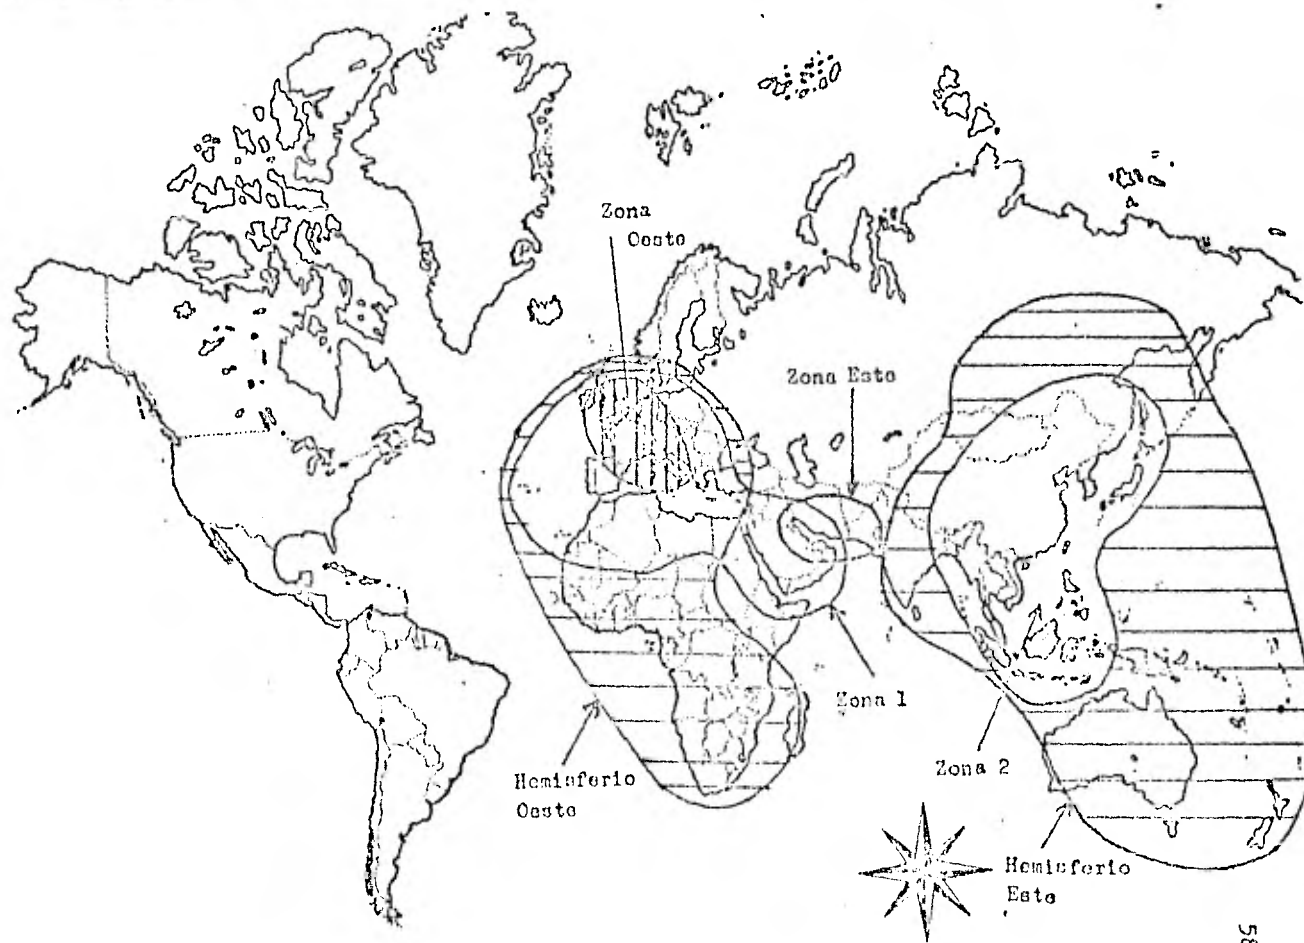 Zona
Oeste
Zona Este
Zona 1
Hemisferio
Oeste
Zona 2
Hemisferio
Este
58